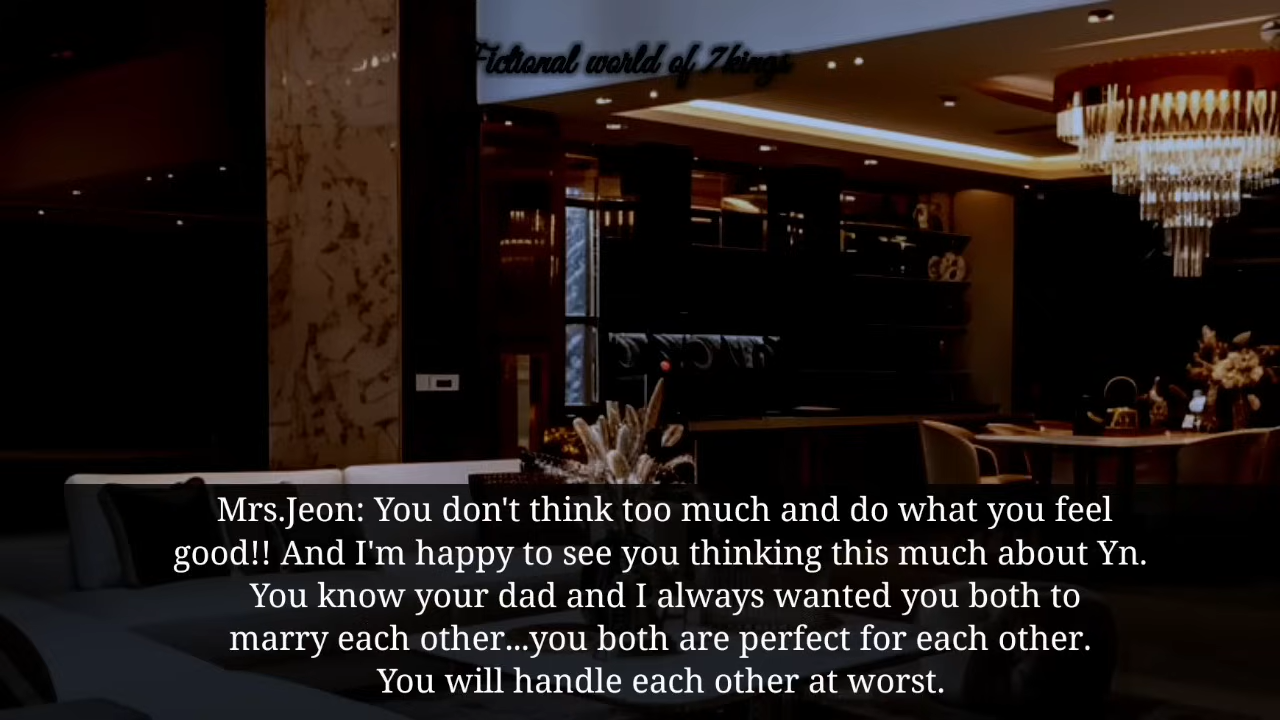 Fictional world of 7kings
Mrs.Jeon: You don't think too much and do what you feel
good!! And I'm happy to see you thinking this much about Yn.
You know your dad and I always wanted you both to
marry each other...you both are perfect for each other.
You will handle each other at worst.